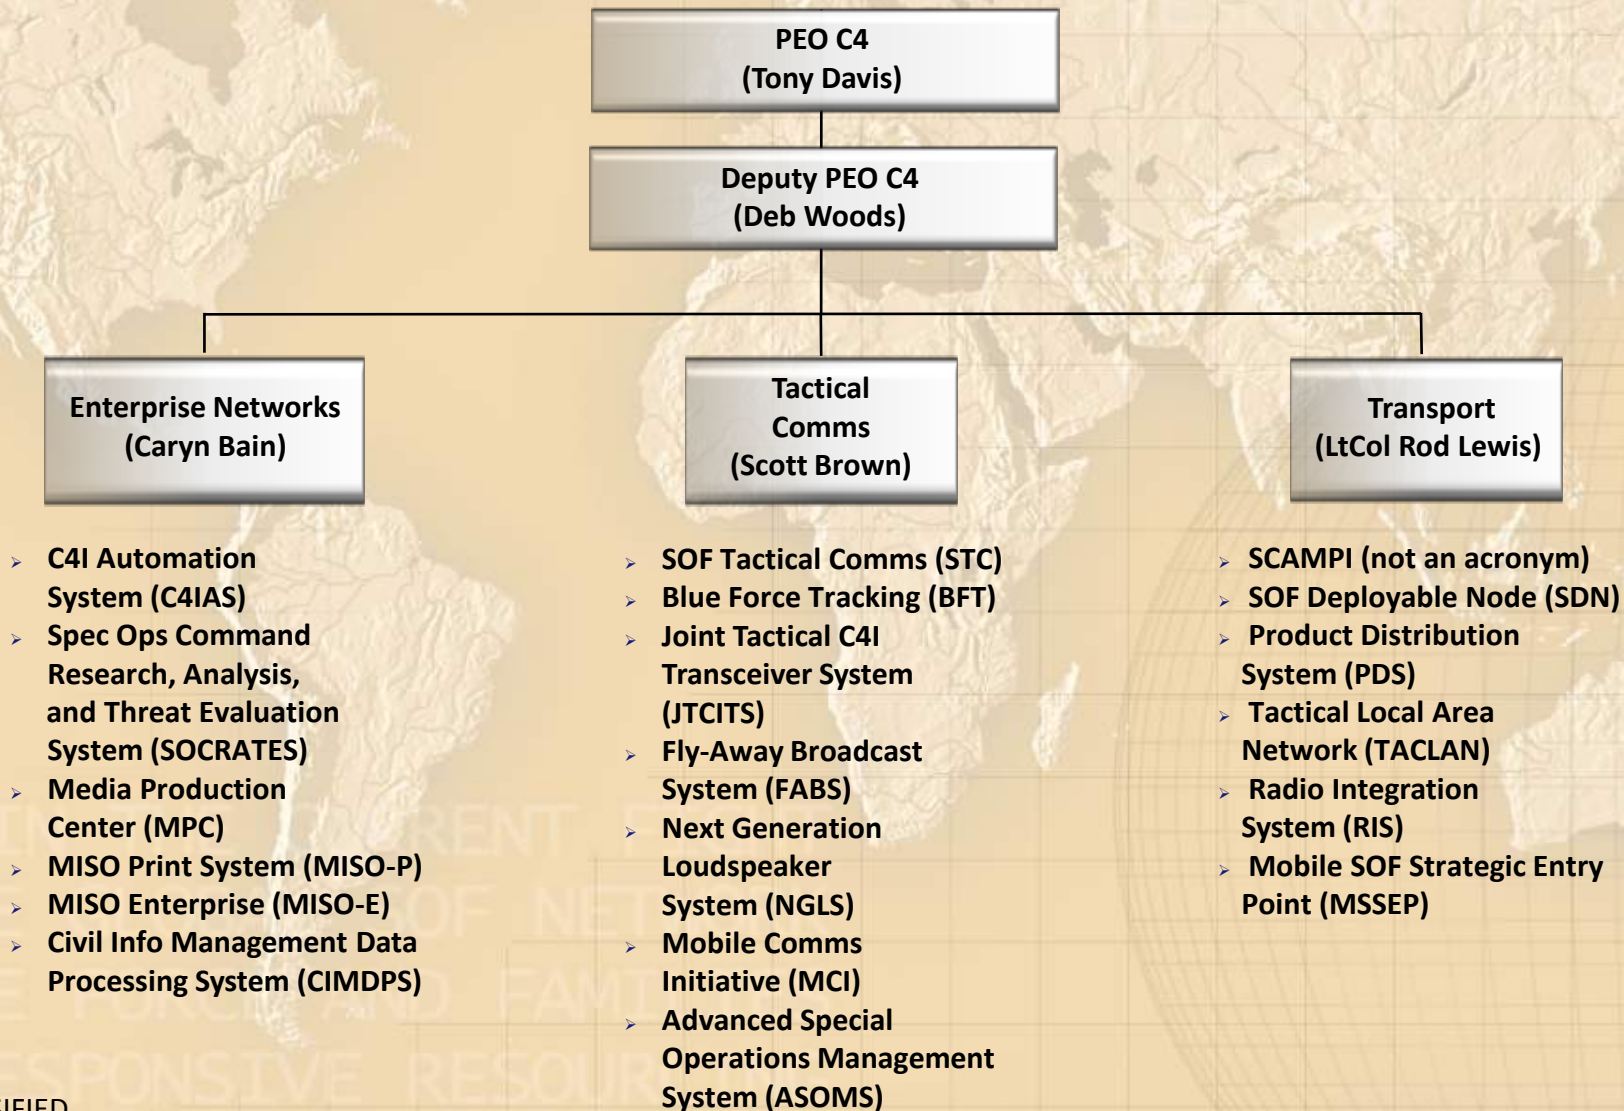 PEO C4
(Tony Davis)
Deputy PEO C4
(Deb Woods)
Enterprise Networks
(Caryn Bain)
➢ C4I Automation
System (C4IAS)
➢ Spec Ops Command
Research, Analysis,
and Threat Evaluation
System (SOCRATES)
➢ Media Production
Center (MPC)
➢ MISO Print System (MISO-P)
➢ MISO Enterprise (MISO-E)
➢ Civil Info Management Data
Processing System (CIMDPS)
Tactical
Comms
(Scott Brown)
➢ SOF Tactical Comms (STC)
➢ Blue Force Tracking (BFT)
➢ Joint Tactical C4I
Transceiver System
(JTCITS)
➢ Fly-Away Broadcast
System (FABS)
➢ Next Generation
Loudspeaker
System (NGLS)
➢ Mobile Comms
Initiative (MCI)
➢ Advanced Special
Operations Management
System (ASOMS)
Transport
(LtCol Rod Lewis)
➢ SCAMPI (not an acronym)
➢ SOF Deployable Node (SDN)
➢ Product Distribution
System (PDS)
➢ Tactical Local Area
Network (TACLAN)
➢ Radio Integration
System (RIS)
➢ Mobile SOF Strategic Entry
Point (MSSEP)